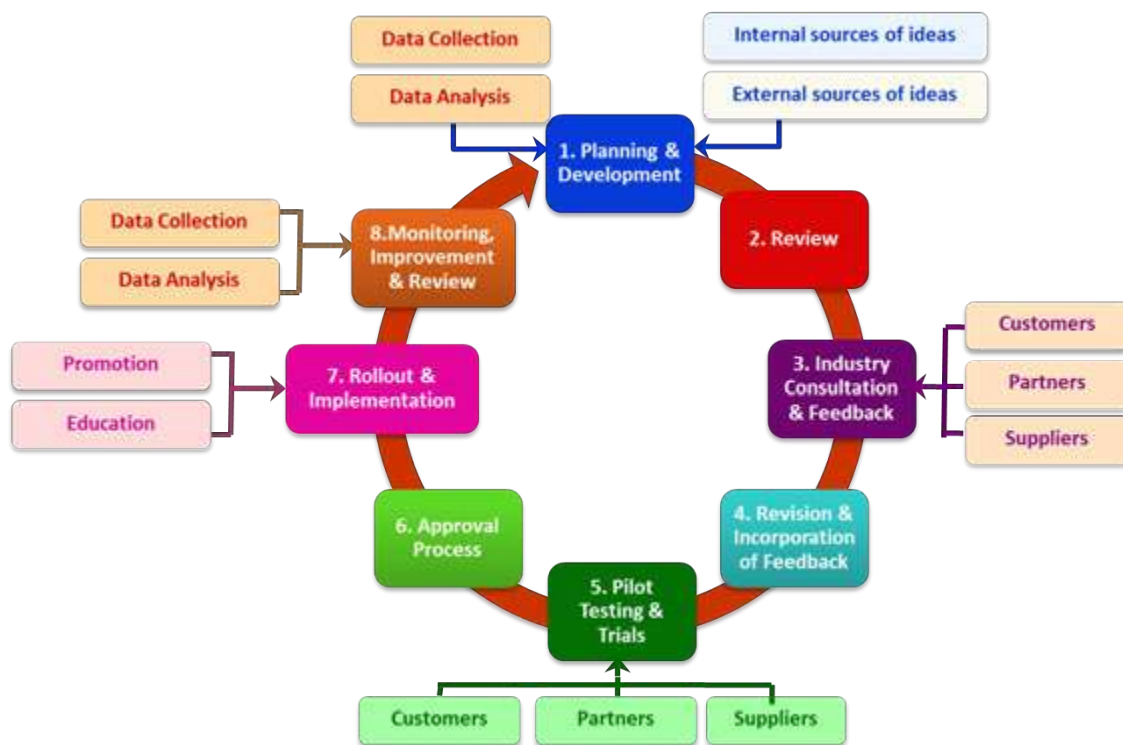 Data Collection
Data Analysis
Internal sources of ideas
External sources of ideas
1. Planning &
Development
2. Review
Customers
Partners
Suppliers
3. Industry
Consultation
& Feedback
4. Revision &
Incorporation
of Feedback
5. Pilot
Testing &
Trials
Customers
Partners
Suppliers
6. Approval
Process
7. Rollout &
Implementation
Promotion
Education
8.Monitoring,
Improvement
& Review
Data Collection
Data Analysis